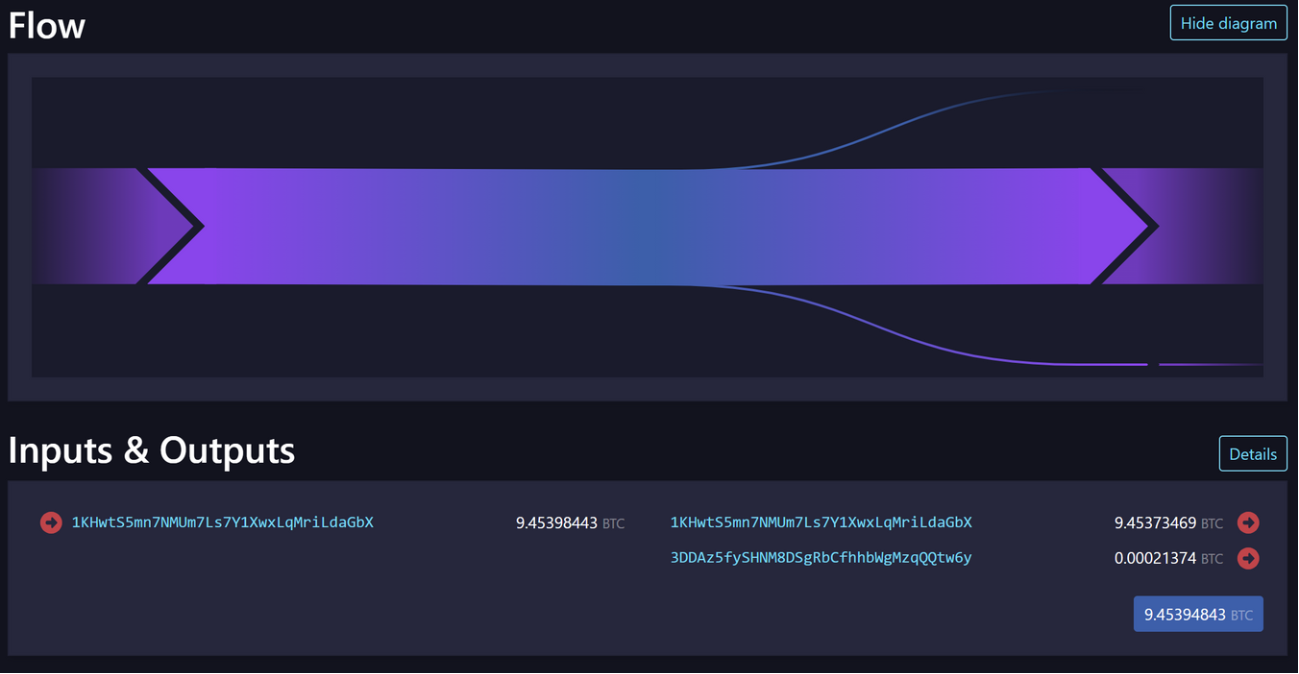 Flow
Hide diagram
Inputs & Outputs
Details
1KHwtS5mn7NMUm7Ls7Y1XwxLqMriLdaGbX 9.45398443 BTC 1KHwtS5mn7NMUm7Ls7Y1XwxLqMriLdaGbX 9.45373469 BTC
3DDAz5fySHNM8DSgRbCfhhbWgMzqQQtw6y 0.00021374 BTC
9.45394843 BTC